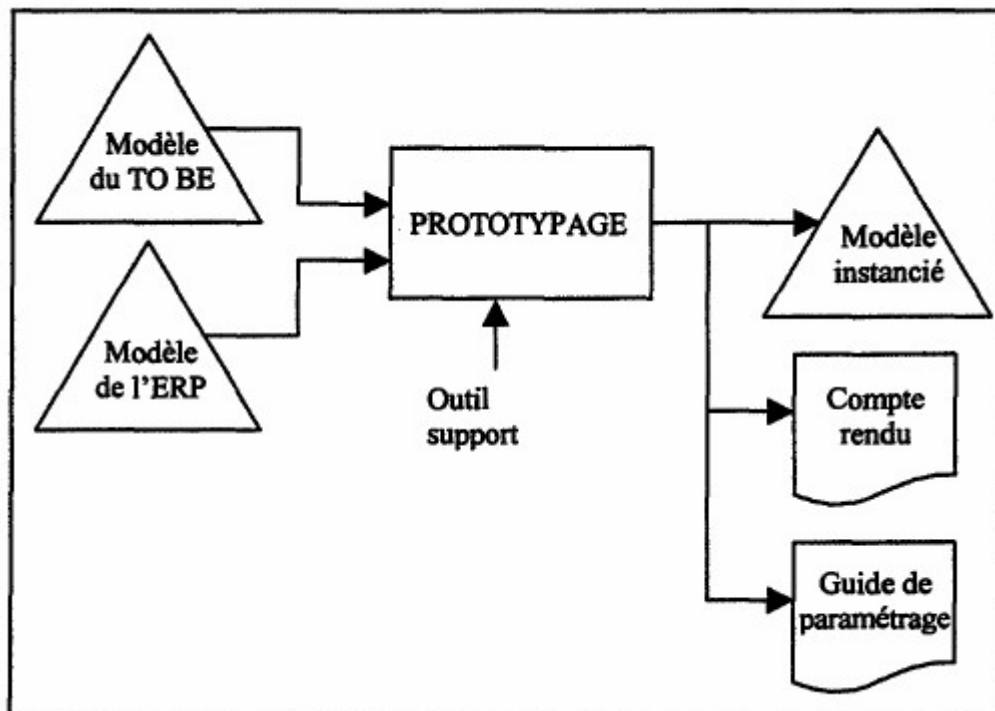 Modèle
du TO BE
PROTOTYPAGE
Modèle
instancié
Modèle
de l'ERP
Outil
support
Compte
rendu
Guide de
paramétrage